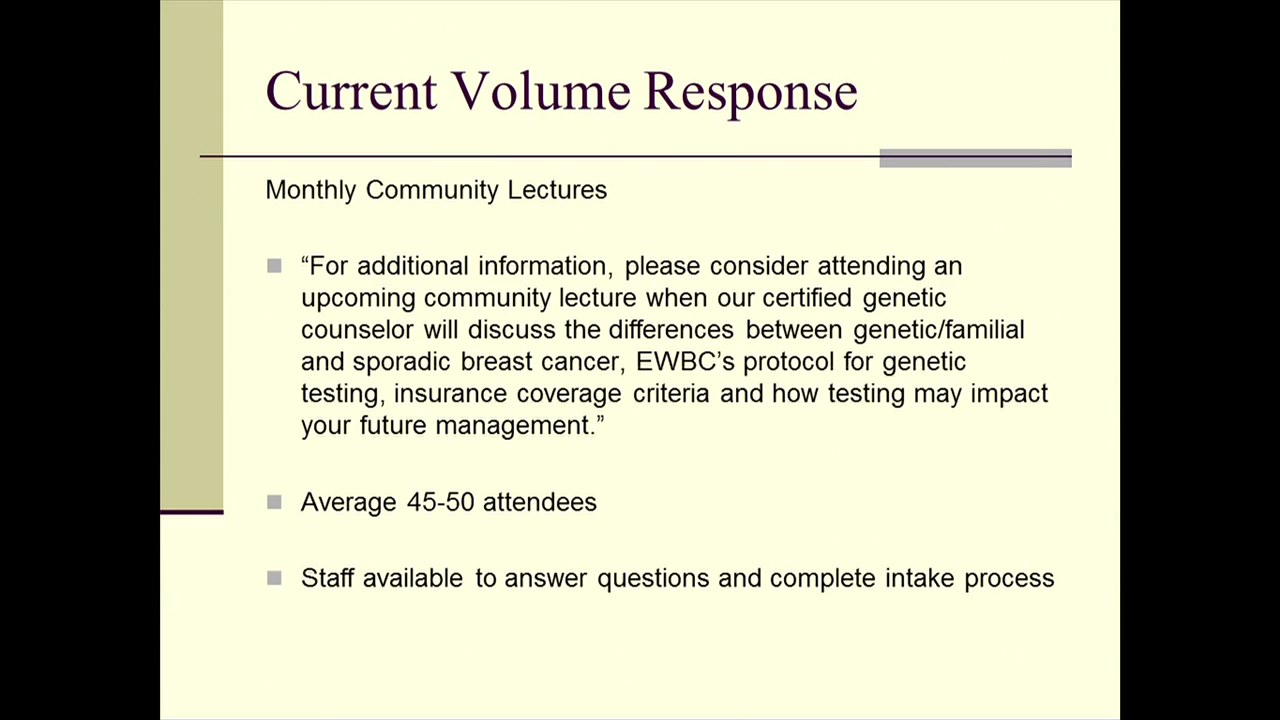 Current Volume Response
Monthly Community Lectures
“For additional information, please consider attending an
upcoming community lecture when our certified genetic
counselor will discuss the differences between genetic/familial
and sporadic breast cancer, EWBC’s protocol for genetic
testing, insurance coverage criteria and how testing may impact
your future management.”
Average 45-50 attendees
Staff available to answer questions and complete intake process